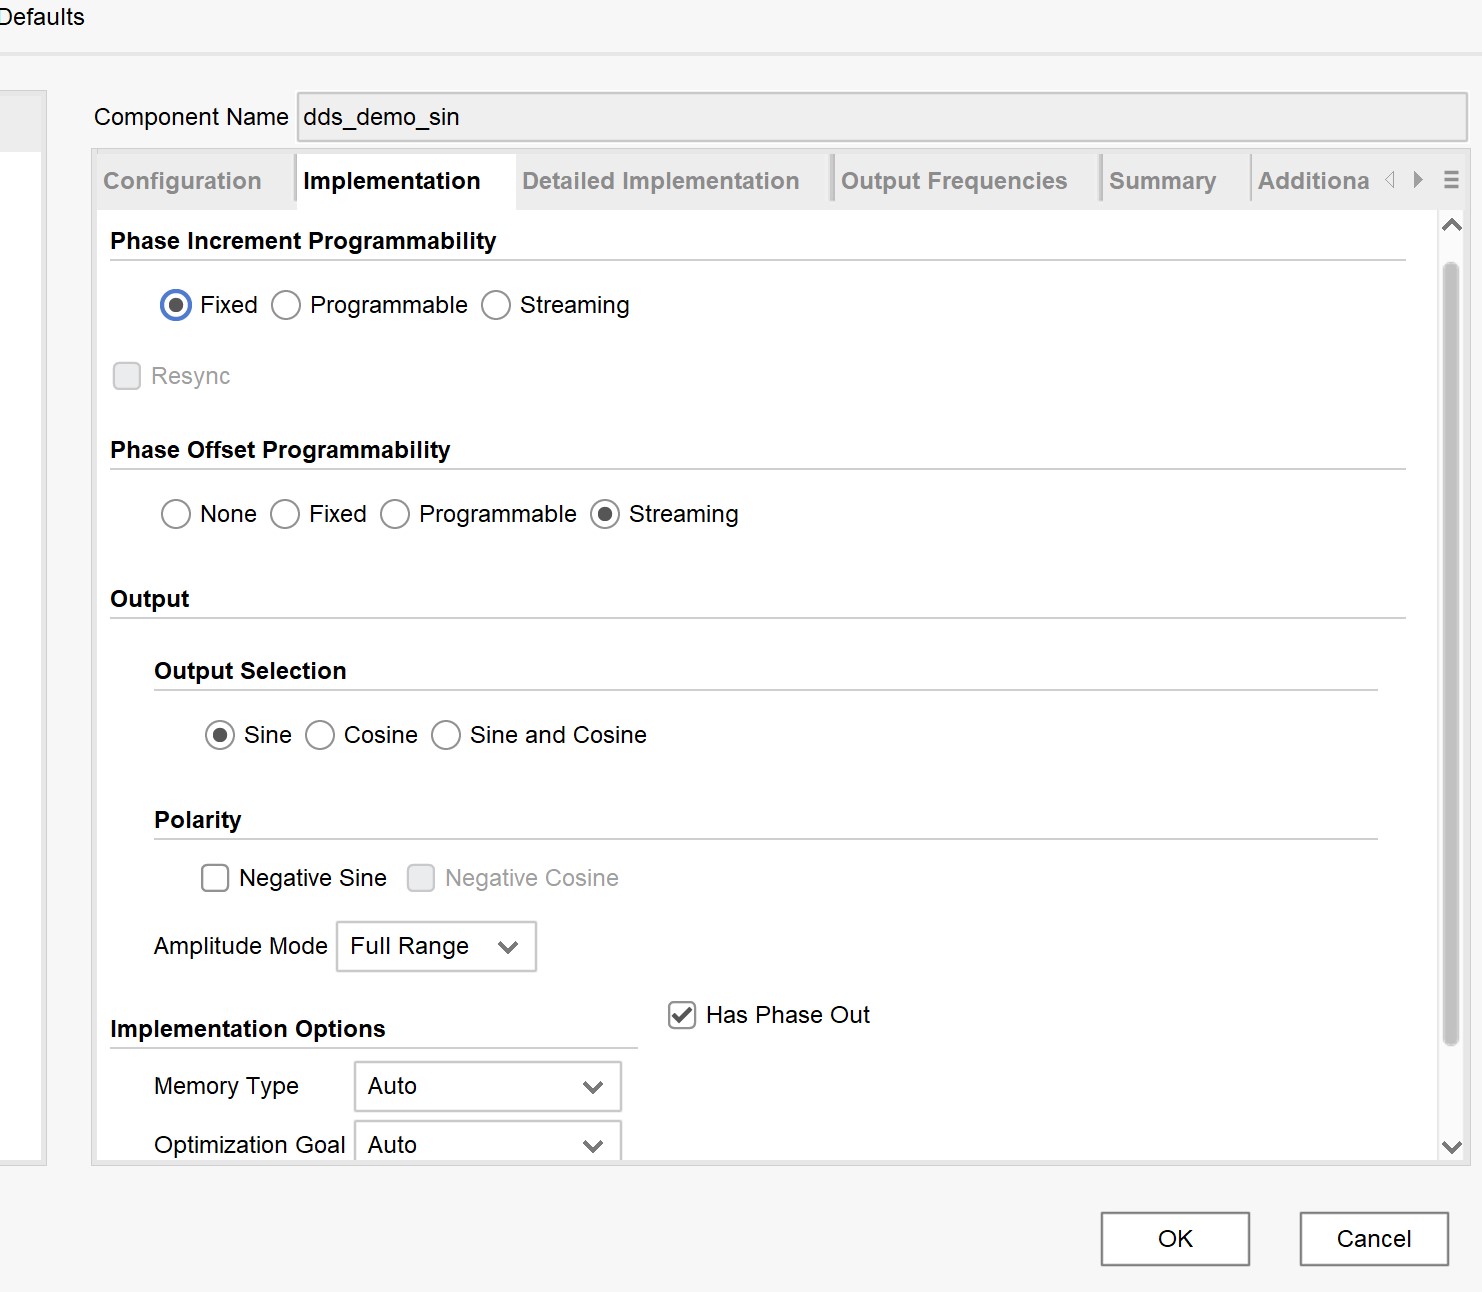 Defaults
Component Name dds_demo_sin
Configuration Implementation Detailed Implementation Output Frequencies Summary Additiona
Phase Increment Programmability
Fixed Programmable Streaming
Resync
Phase Offset Programmability
None Fixed Programmable Streaming
Output
Output Selection
Sine Cosine Sine and Cosine
Polarity
Negative Sine Negative Cosine
Amplitude Mode Full Range
Has Phase Out
Implementation Options
Memory Type Auto
Optimization Goal Auto
OK Cancel